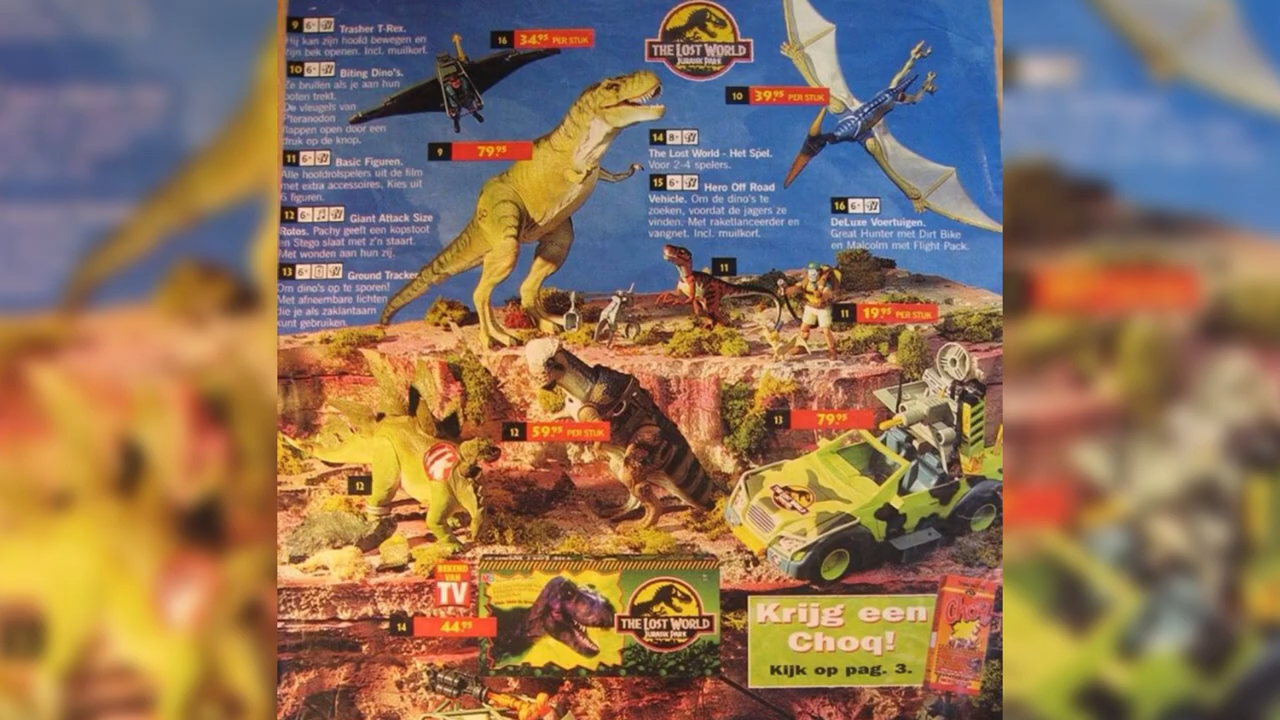 9 6+ Trasher T-Rex.
Hij kan zijn hoofd bewegen en
zijn bek openen. Incl. muilkorf.
10 6+ Biting Dino's.
Ze brullen als je aan hun
poten trekt.
De vleugels van
Pteranodon
flappen open door een
druk op de knop.
11 6+ Basic Figuren.
Alle hoofdrolspelers uit de film
met extra accessoires. Kies uit
6 figuren.
12 6+ Giant Attack Size
Rotes. Pachy geeft een kopstoot
en Stego slaat met z'n staart.
Met wonden aan hun zij.
13 6+ Ground Tracker.
Om dino's op te sporen!
Met afneembare lichten
die je als zaklantaarn
kunt gebruiken.
16 34.95 PER STUK
THE LOST WORLD
JURASSIC PARK
10 39.95 PER STUK
9 79.95
14 8+
The Lost World - Het Spel.
Voor 2-4 spelers.
15 6+ Hero Off Road
Vehicle. Om de dino's te
zoeken, voordat de jagers ze
vinden. Met raketlanceerder en
vangnet. Incl. muilkorf.
16 6+
DeLuxe Voertuigen.
Great Hunter met Dirt Bike
en Malcolm met Flight Pack.
11
11 19.95 PER STUK
12 59.95 PER STUK
13 79.95
12
BEKEND
VAN
TV
14 44.95
THE LOST WORLD
JURASSIC PARK
Krijg een
Choq!
Kijk op pag. 3.
Choq